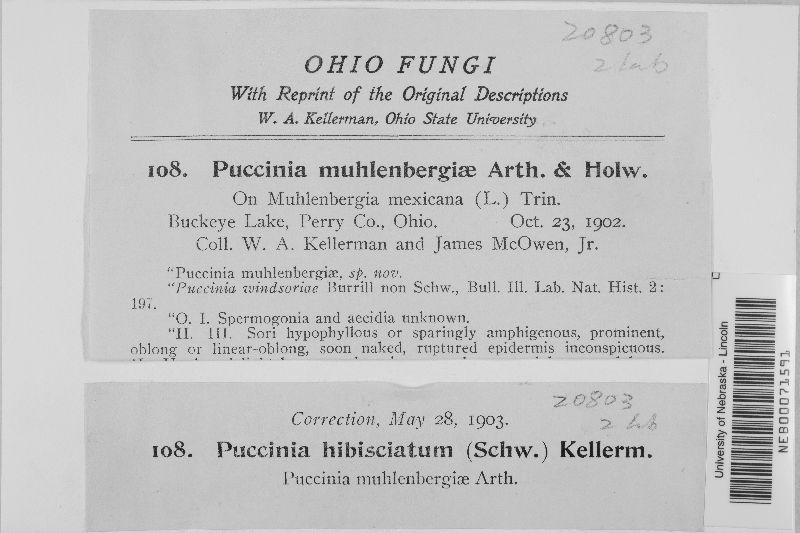 20803
2 lab
OHIO FUNGI
With Reprint of the Original Descriptions
W. A. Kellerman, Ohio State University
108. Puccinia muhlenbergiæ Arth. & Holw.
On Muhlenbergia mexicana (L.) Trin.
Buckeye Lake, Perry Co., Ohio. Oct. 23, 1902.
Coll. W. A. Kellerman and James McOwen, Jr.
"Puccinia muhlenbergiæ, sp. nov.
"Puccinia windsoriae Burrill non Schw., Bull. Ill. Lab. Nat. Hist. 2:
197.
"O. I. Spermogonia and aecidia unknown.
"II. III. Sori hypophyllous or sparingly amphigenous, prominent,
oblong or linear-oblong, soon naked, ruptured epidermis inconspicuous.
20803
2
Correction, May 28, 1903.
108. Puccinia hibisciatum (Schw.) Kellerm.
Puccinia muhlenbergiæ Arth.
University of Nebraska - Lincoln
NEB00071591